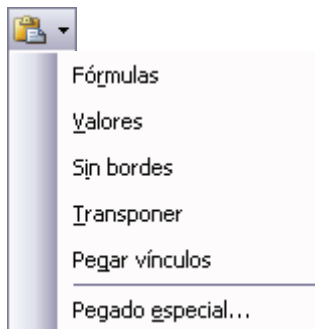 Fórmulas
Valores
Sin bordes
Transponer
Pegar vínculos
Pegado especial...